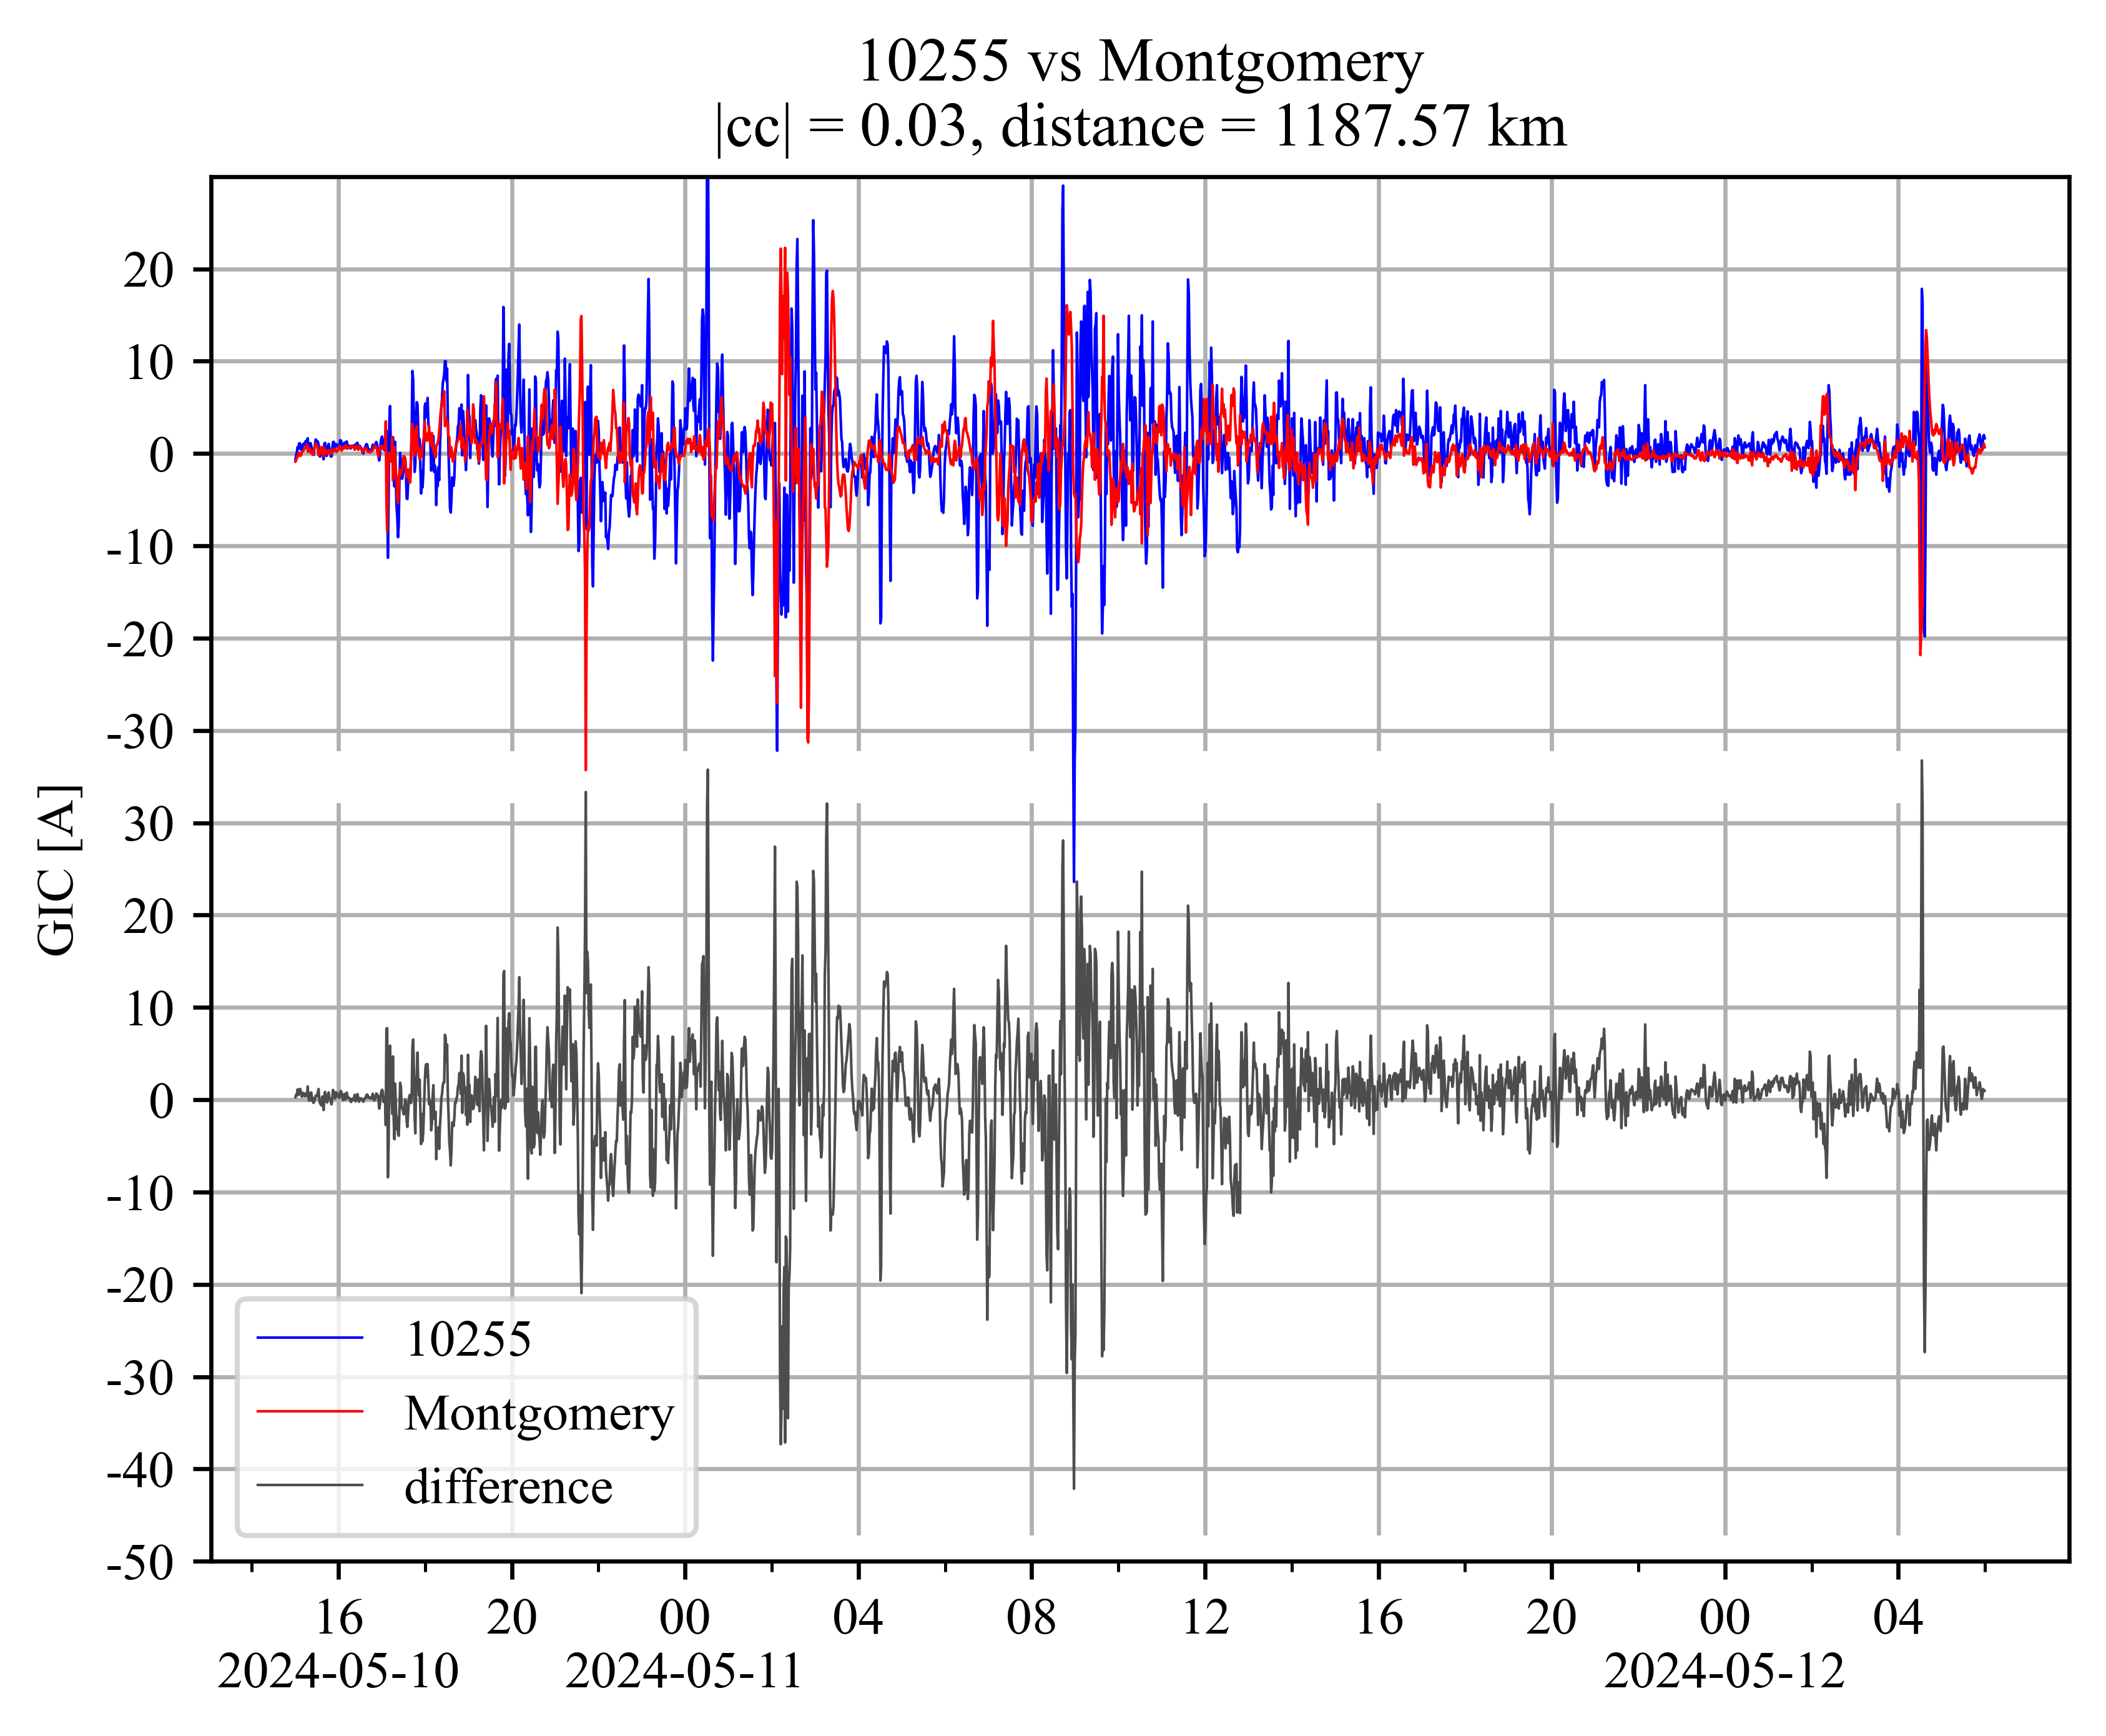 10255 vs Montgomery
|cc| = 0.03, distance = 1187.57 km
20
10
0
-10
-20
-30
30
20
10
0
-10
-20
-30
-40
-50
GIC [A]
10255
Montgomery
difference
16 20 00 04 08 12 16 20 00 04
2024-05-10 2024-05-11 2024-05-12